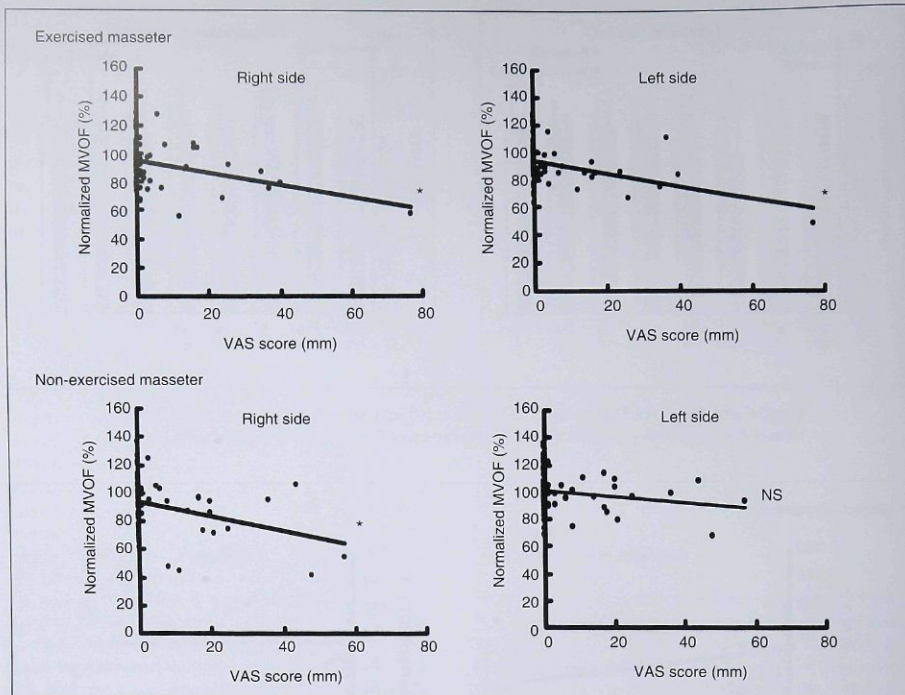 Exercised masseter
Right side
Normalized MVOF (%)
160
140
120
100
80
60
40
20
0
0 20 40 60 80
VAS score (mm)
*
Left side
Normalized MVOF (%)
160
140
120
100
80
60
40
20
0
0 20 40 60 80
VAS score (mm)
*
Non-exercised masseter
Right side
Normalized MVOF (%)
160
140
120
100
80
60
40
20
0
0 20 40 60 80
VAS score (mm)
*
Left side
Normalized MVOF (%)
160
140
120
100
80
60
40
20
0
0 20 40 60 80
VAS score (mm)
NS